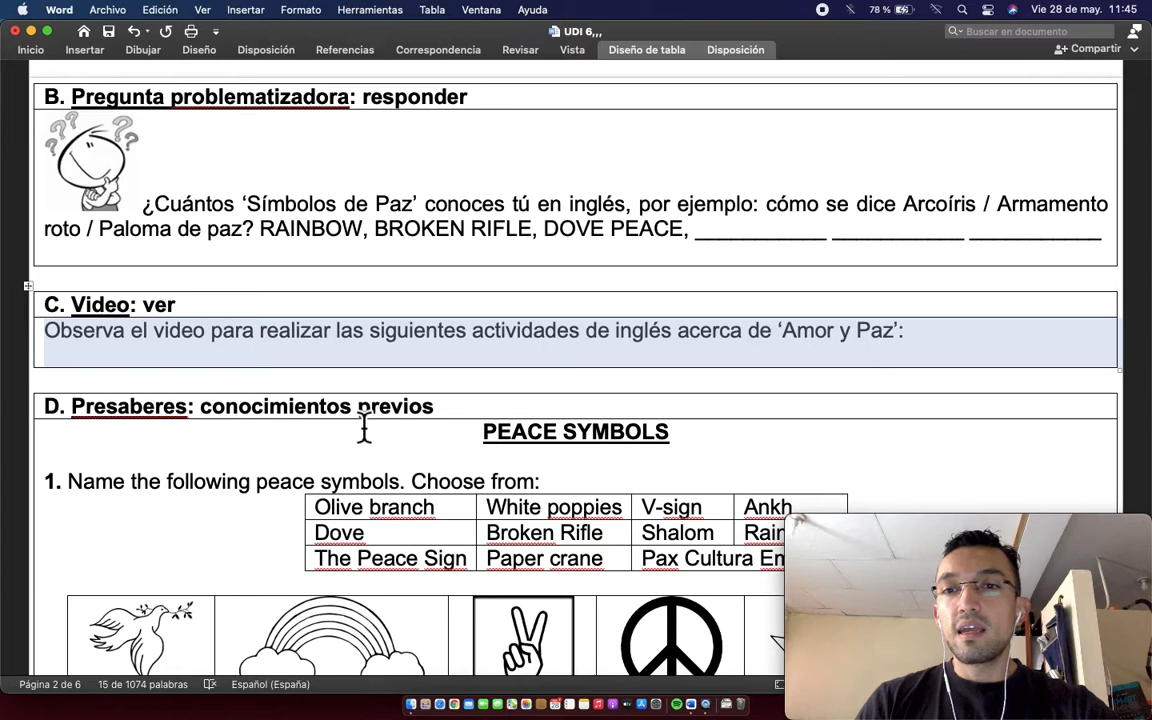 Word Archivo Edición Ver Insertar Formato Herramientas Tabla Ventana Ayuda 78 % Vie 28 de may. 11:45
UDI 6,,,
Buscar en documento
Inicio Insertar Dibujar Diseño Disposición Referencias Correspondencia Revisar Vista Diseño de tabla Disposición Compartir
B. Pregunta problematizadora: responder
¿Cuántos ‘Símbolos de Paz’ conoces tú en inglés, por ejemplo: cómo se dice Arcoíris / Armamento
roto / Paloma de paz? RAINBOW, BROKEN RIFLE, DOVE PEACE, ___________ ___________ ___________
C. Video: ver
Observa el video para realizar las siguientes actividades de inglés acerca de ‘Amor y Paz’:
D. Presaberes: conocimientos previos
PEACE SYMBOLS
1. Name the following peace symbols. Choose from:
Olive branch White poppies V-sign Ankh
Dove Broken Rifle Shalom
The Peace Sign Paper crane Pax Cultura
Página 2 de 6 15 de 1074 palabras Español (España)